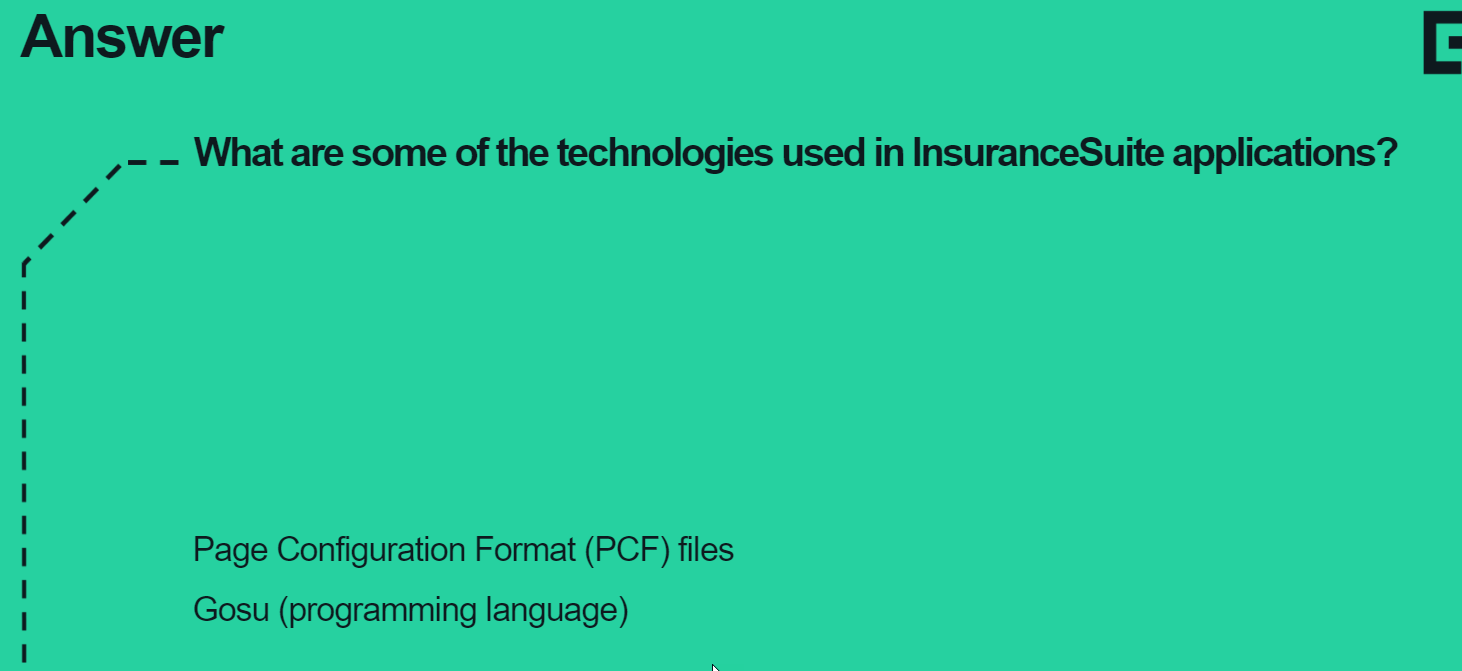 Answer
What are some of the technologies used in InsuranceSuite applications?
Page Configuration Format (PCF) files
Gosu (programming language)